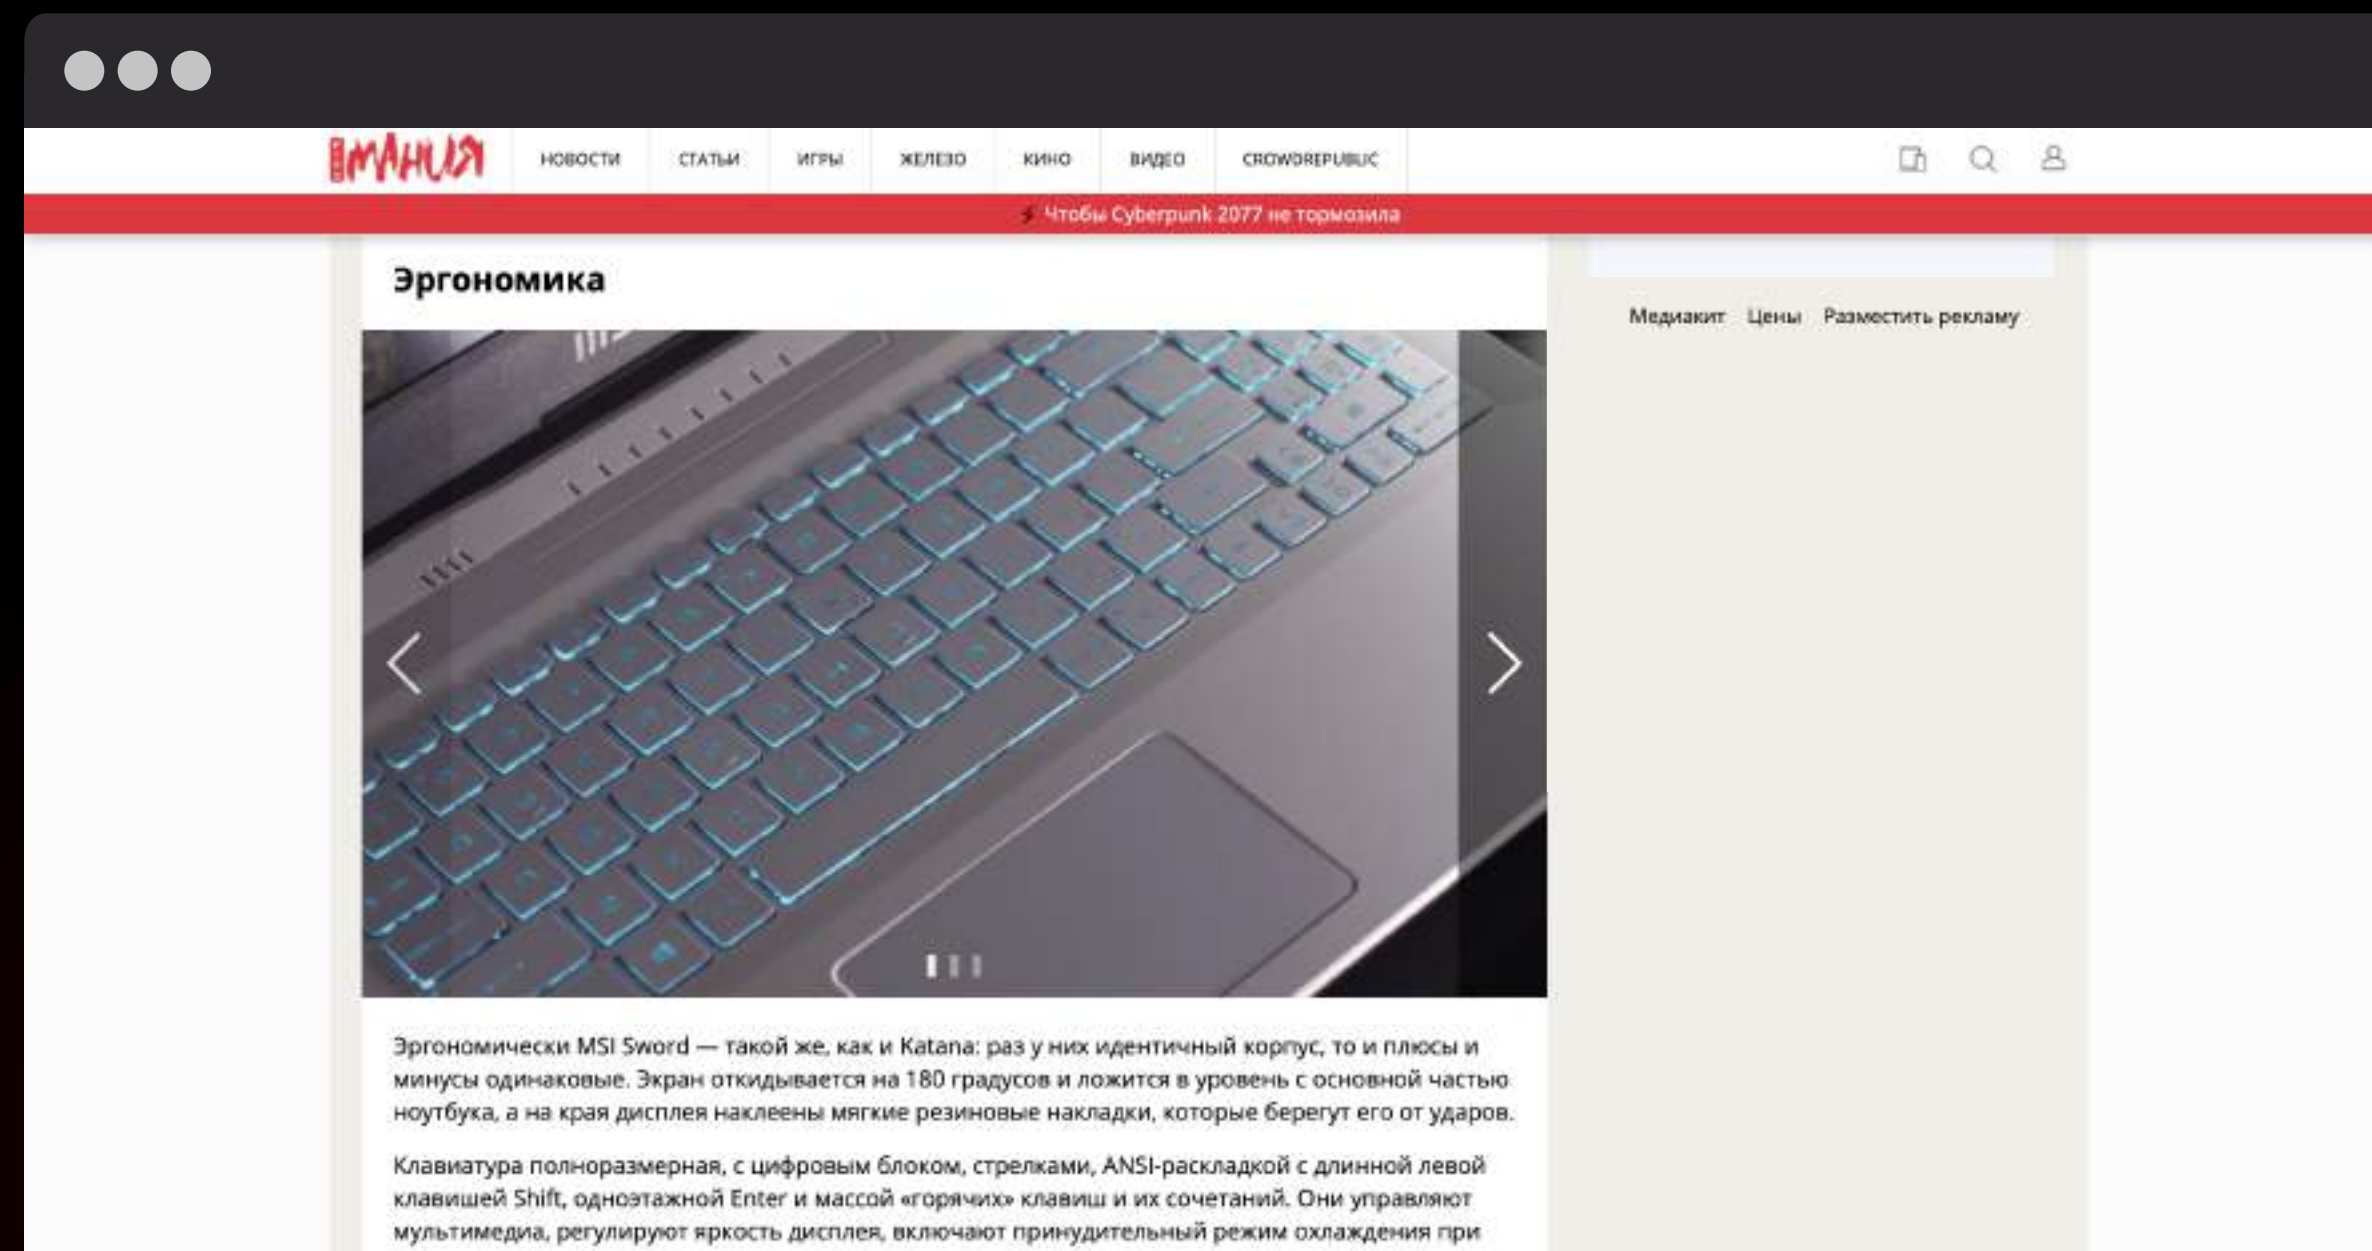 МАНИЯ
НОВОСТИ СТАТЬИ ИГРЫ ЖЕЛЕЗО КИНО ВИДЕО CROWDREPUBLIC
Чтобы Cyberpunk 2077 не тормозила
Эргономика
Медиакит Цены Разместить рекламу
Эргономически MSI Sword — такой же, как и Katana: раз у них идентичный корпус, то и плюсы и
минусы одинаковые. Экран откидывается на 180 градусов и ложится в уровень с основной частью
ноутбука, а на края дисплея наклеены мягкие резиновые накладки, которые берегут его от ударов.
Клавиатура полноразмерная, с цифровым блоком, стрелками, ANSI-раскладкой с длинной левой
клавишей Shift, одноэтажной Enter и массой «горячих» клавиш и их сочетаний. Они управляют
мультимедиа, регулируют яркость дисплея, включают принудительный режим охлаждения при